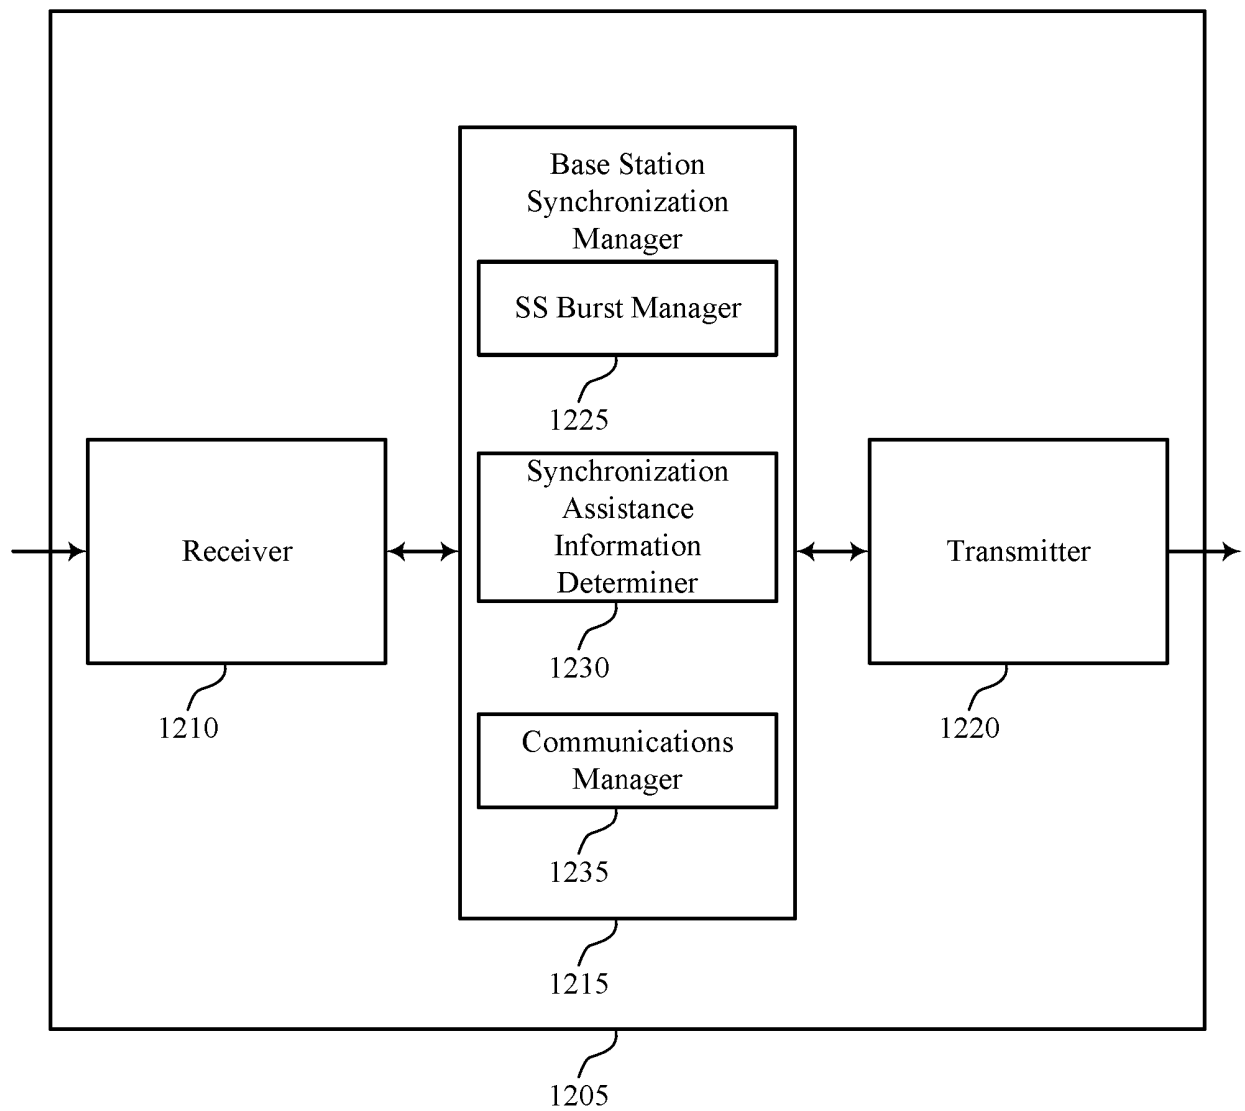 Base Station
Synchronization
Manager
SS Burst Manager
1225
Receiver
1210
Synchronization
Assistance
Information
Determiner
1230
Transmitter
1220
Communications
Manager
1235
1215
1205